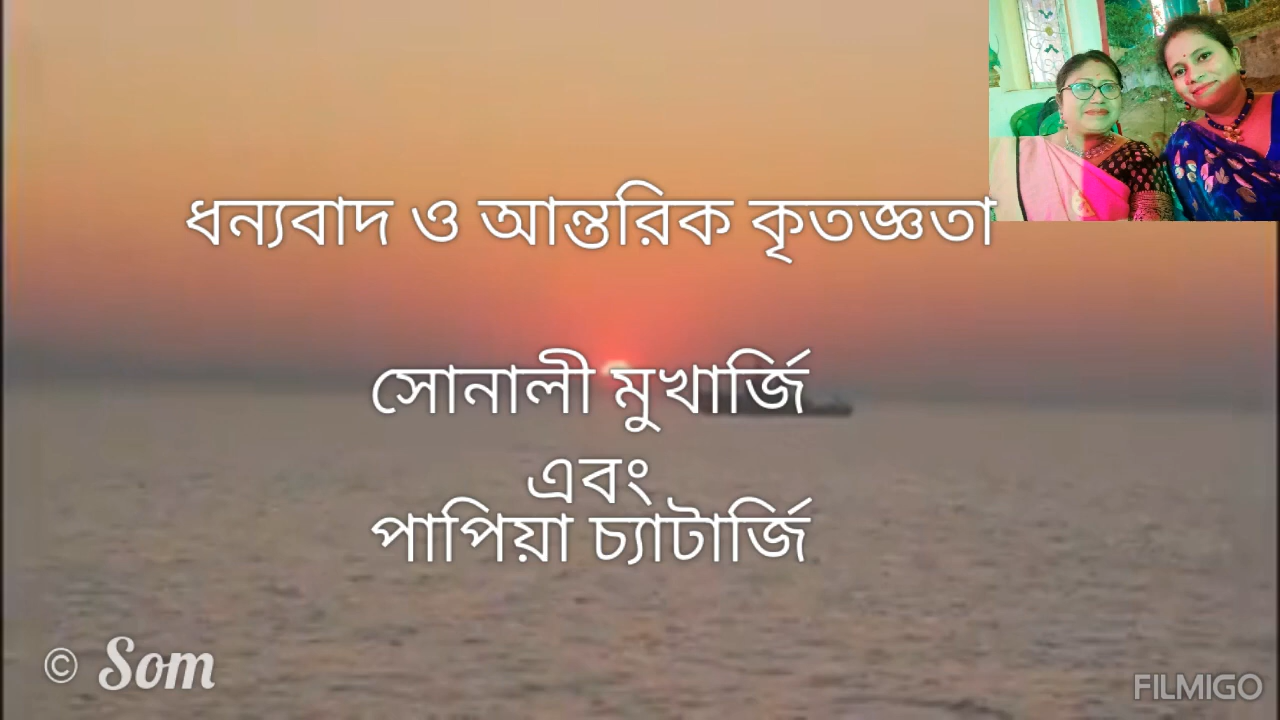 ধন্যবাদ ও আন্তরিক কৃতজ্ঞতা
সোনালী মুখার্জি
এবং
পাপিয়া চ্যাটার্জি
© Som
FILMIGO